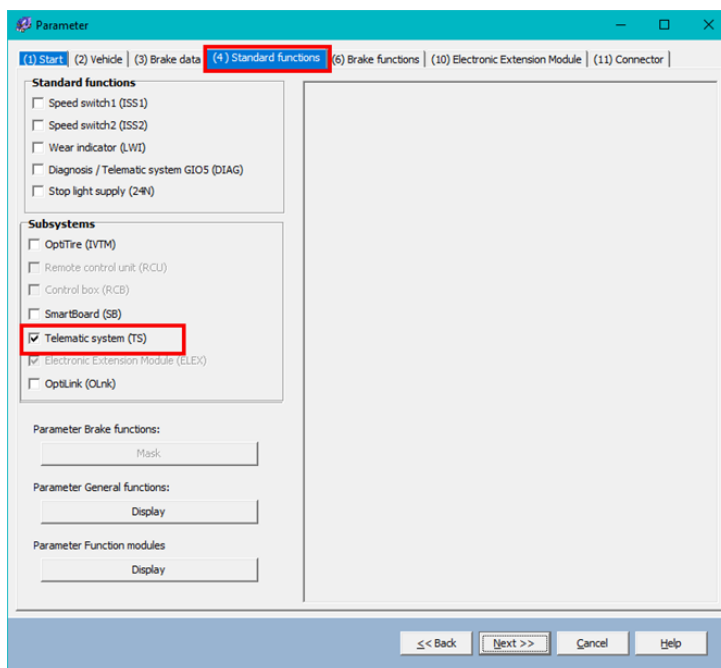 Parameter
(1) Start (2) Vehicle (3) Brake data (4) Standard functions (6) Brake functions (10) Electronic Extension Module (11) Connector
Standard functions
Speed switch1 (ISS1)
Speed switch2 (ISS2)
Wear indicator (LWI)
Diagnosis / Telematic system GIO5 (DIAG)
Stop light supply (24N)
Subsystems
OptiTire (IVTM)
Remote control unit (RCU)
Control box (RCB)
SmartBoard (SB)
Telematic system (TS)
Electronic Extension Module (ELEX)
OptiLink (OLnk)
Parameter Brake functions:
Mask
Parameter General functions:
Display
Parameter Function modules
Display
<< Back Next >> Cancel Help